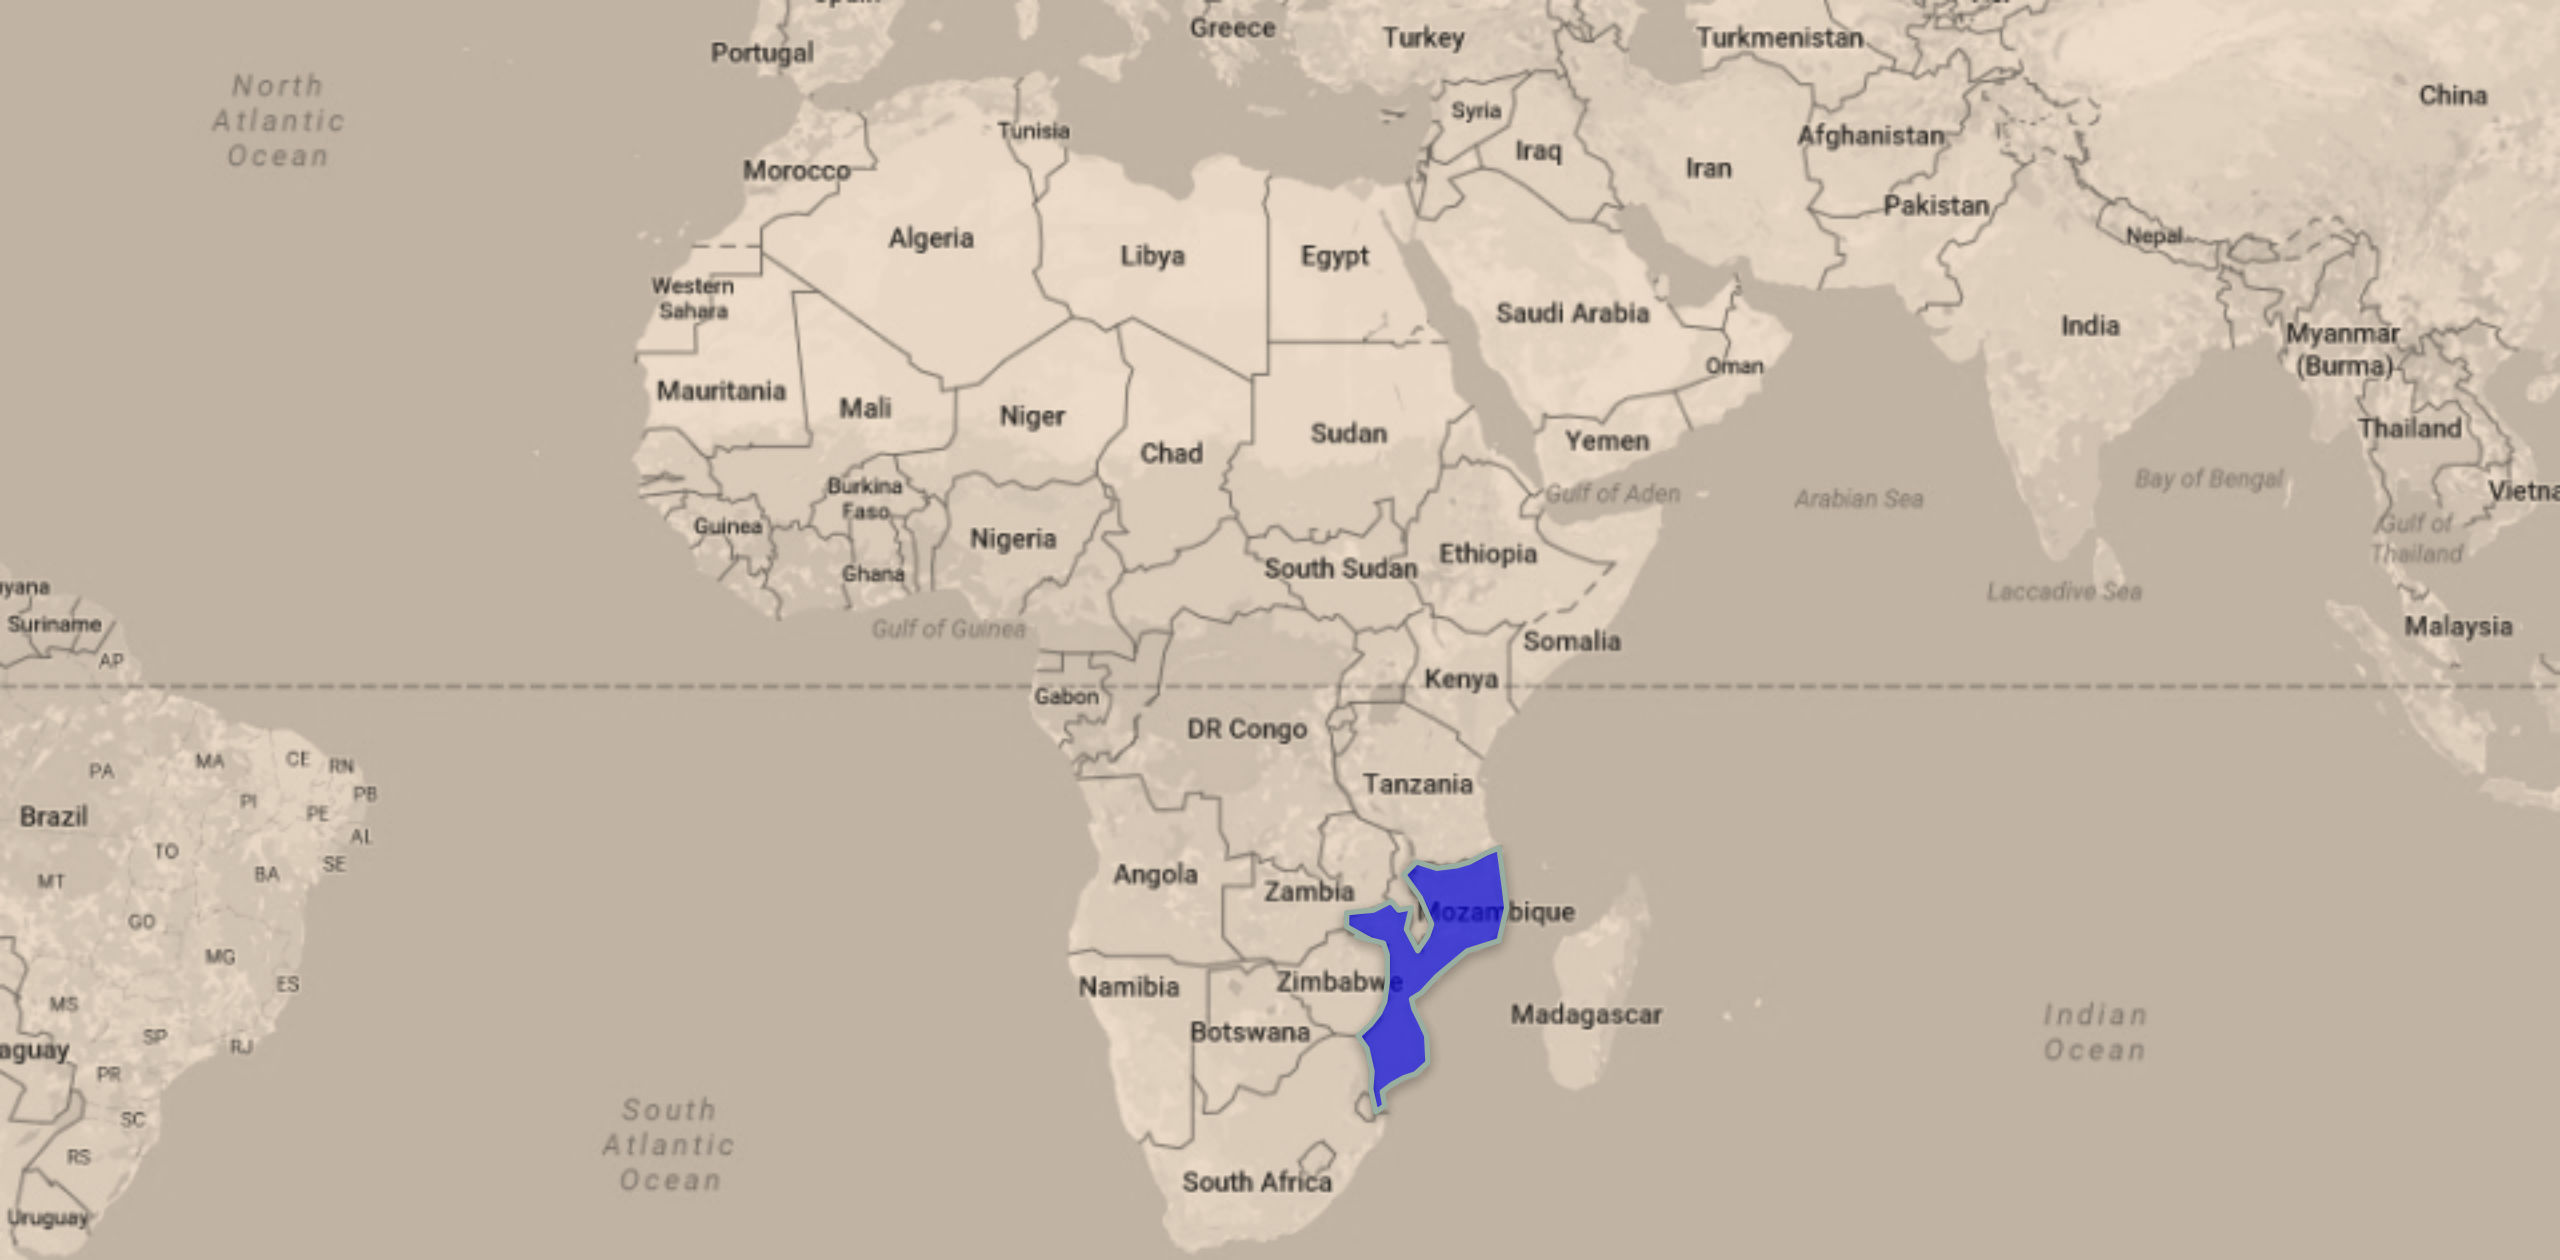 Greece
Turkey
Turkmenistan
Portugal
North
Atlantic
Ocean
China
Syria
Tunisia
Afghanistan
Iraq
Morocco
Iran
Pakistan
Nepal
Algeria
Libya
Egypt
Western
Sahara
Saudi Arabia
India
Myanmar
(Burma)
Oman
Mauritania
Mali
Niger
Sudan
Chad
Yemen
Thailand
Burkina
Faso
Gulf of Aden
Arabian Sea
Bay of Bengal
Vietna
Guinea
Nigeria
Gulf of
Thailand
Ethiopia
South Sudan
Ghana
yana
Laccadive Sea
Suriname
Gulf of Guinea
Malaysia
Somalia
AP
Kenya
Gabon
DR Congo
MA
CE
RN
PA
Tanzania
PB
PI
PE
Brazil
AL
TO
SE
BA
Angola
MT
Zambia
Mozambique
GO
MG
Zimbabwe
ES
Namibia
MS
Madagascar
Indian
Ocean
SP
Botswana
RJ
aguay
PR
South
Atlantic
Ocean
SC
RS
South Africa
Uruguay